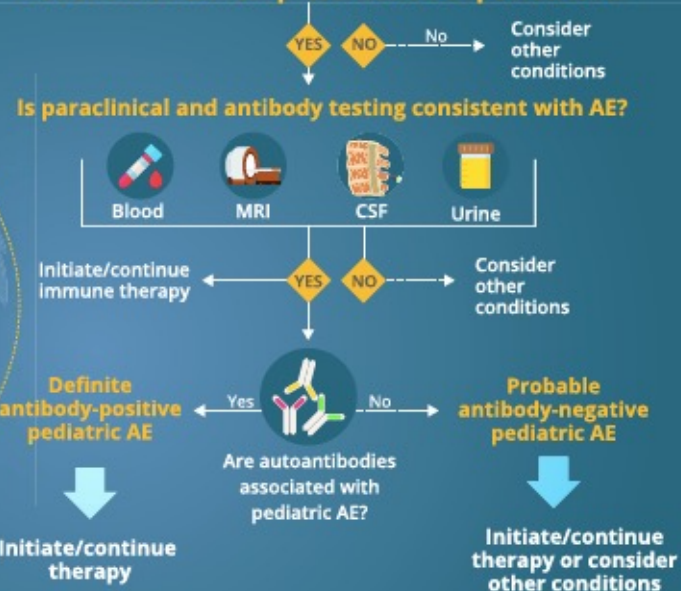 YES
NO
No
Consider
other
conditions
Is paraclinical and antibody testing consistent with AE?
Blood
MRI
CSF
Urine
Initiate/continue
immune therapy
YES
NO
Consider
other
conditions
Definite
antibody-positive
pediatric AE
Yes
No
Probable
antibody-negative
pediatric AE
Are autoantibodies
associated with
pediatric AE?
Initiate/continue
therapy
Initiate/continue
therapy or consider
other conditions